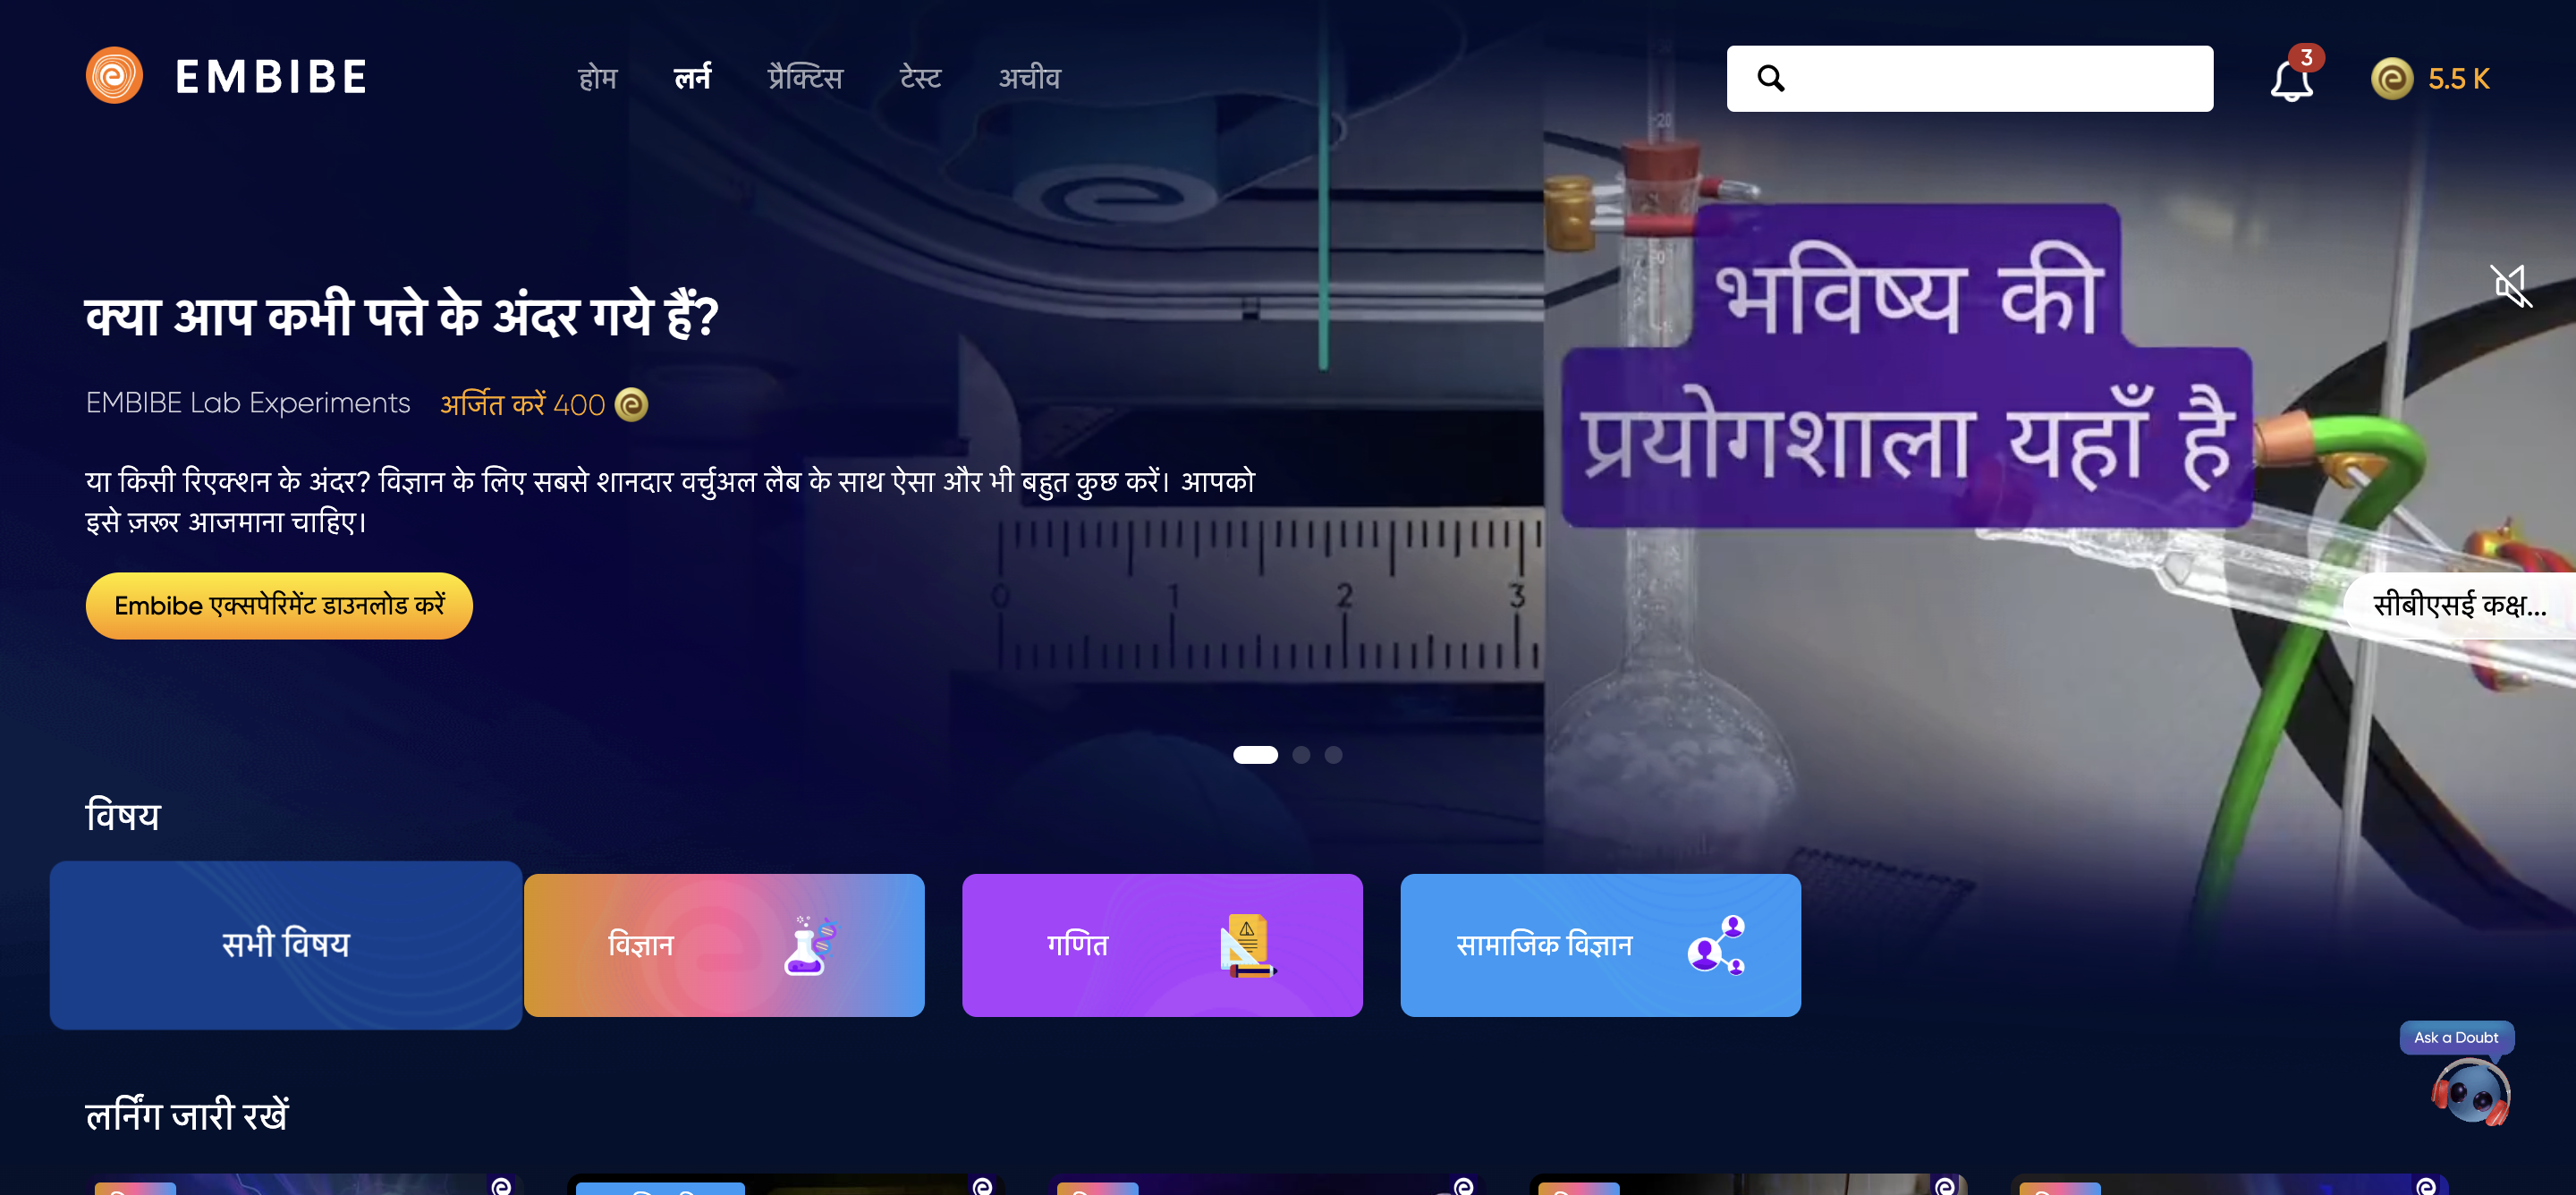 EMBIBE
होम लर्न प्रैक्टिस टेस्ट अचीव
3
5.5 K
भविष्य की
प्रयोगशाला यहाँ है
क्या आप कभी पत्ते के अंदर गये हैं?
EMBIBE Lab Experiments अर्जित करें 400
या किसी रिएक्शन के अंदर? विज्ञान के लिए सबसे शानदार वर्चुअल लैब के साथ ऐसा और भी बहुत कुछ करें। आपको
इसे ज़रूर आजमाना चाहिए।
Embibe एक्सपेरिमेंट डाउनलोड करें
0 1 2 3
सीबीएसई कक्ष...
विषय
सभी विषय
विज्ञान
गणित
सामाजिक विज्ञान
Ask a Doubt
लर्निंग जारी रखें